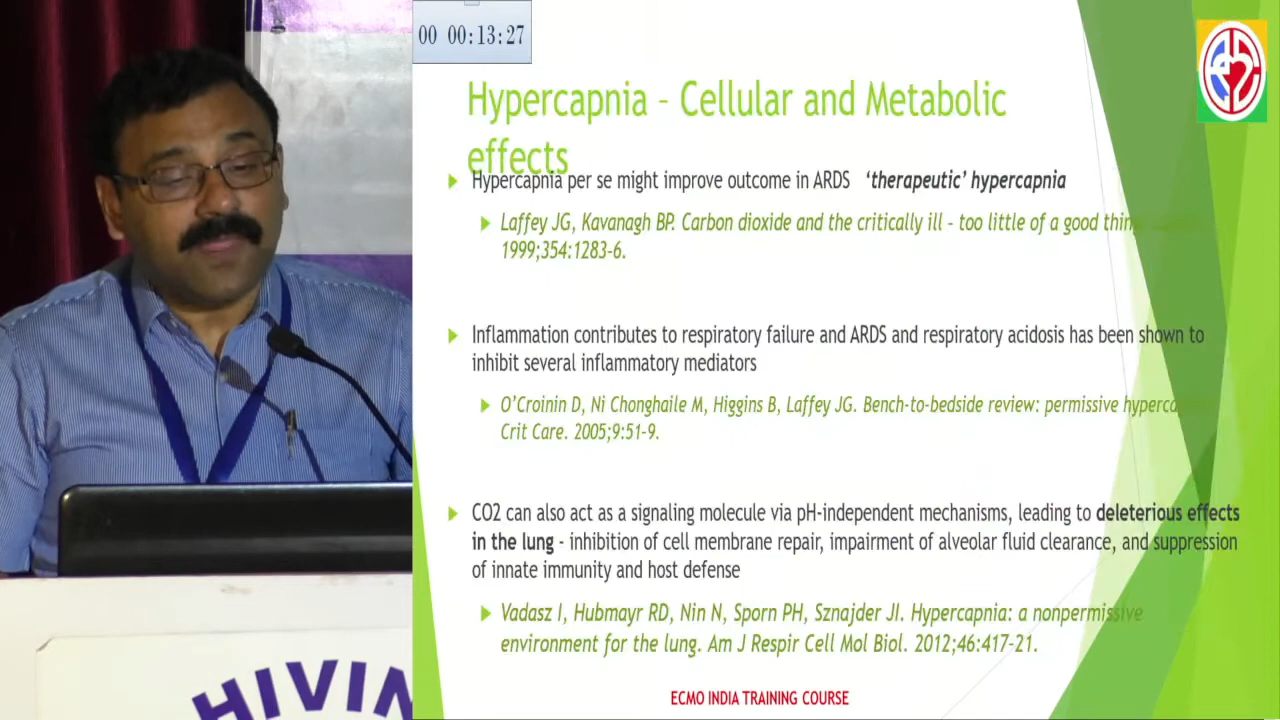 00 00:13:27
Hypercapnia - Cellular and Metabolic
effects
Hypercapnia per se might improve outcome in ARDS ‘therapeutic’ hypercapnia
Laffey JG, Kavanagh BP. Carbon dioxide and the critically ill - too little of a good thing
1999;354:1283-6.
Inflammation contributes to respiratory failure and ARDS and respiratory acidosis has been shown to
inhibit several inflammatory mediators
O’Croinin D, Ni Chonghaile M, Higgins B, Laffey JG. Bench-to-bedside review: permissive
Crit Care. 2005;9:51-9.
CO2 can also act as a signaling molecule via pH-independent mechanisms, leading to deleterious effects
in the lung - inhibition of cell membrane repair, impairment of alveolar fluid clearance, and suppression
of innate immunity and host defense
Vadasz I, Hubmayr RD, Nin N, Sporn PH, Sznajder JI. Hypercapnia: a nonpermissive
environment for the lung. Am J Respir Cell Mol Biol. 2012;46:417-21.
HIVIN
ECMO INDIA TRAINING COURSE